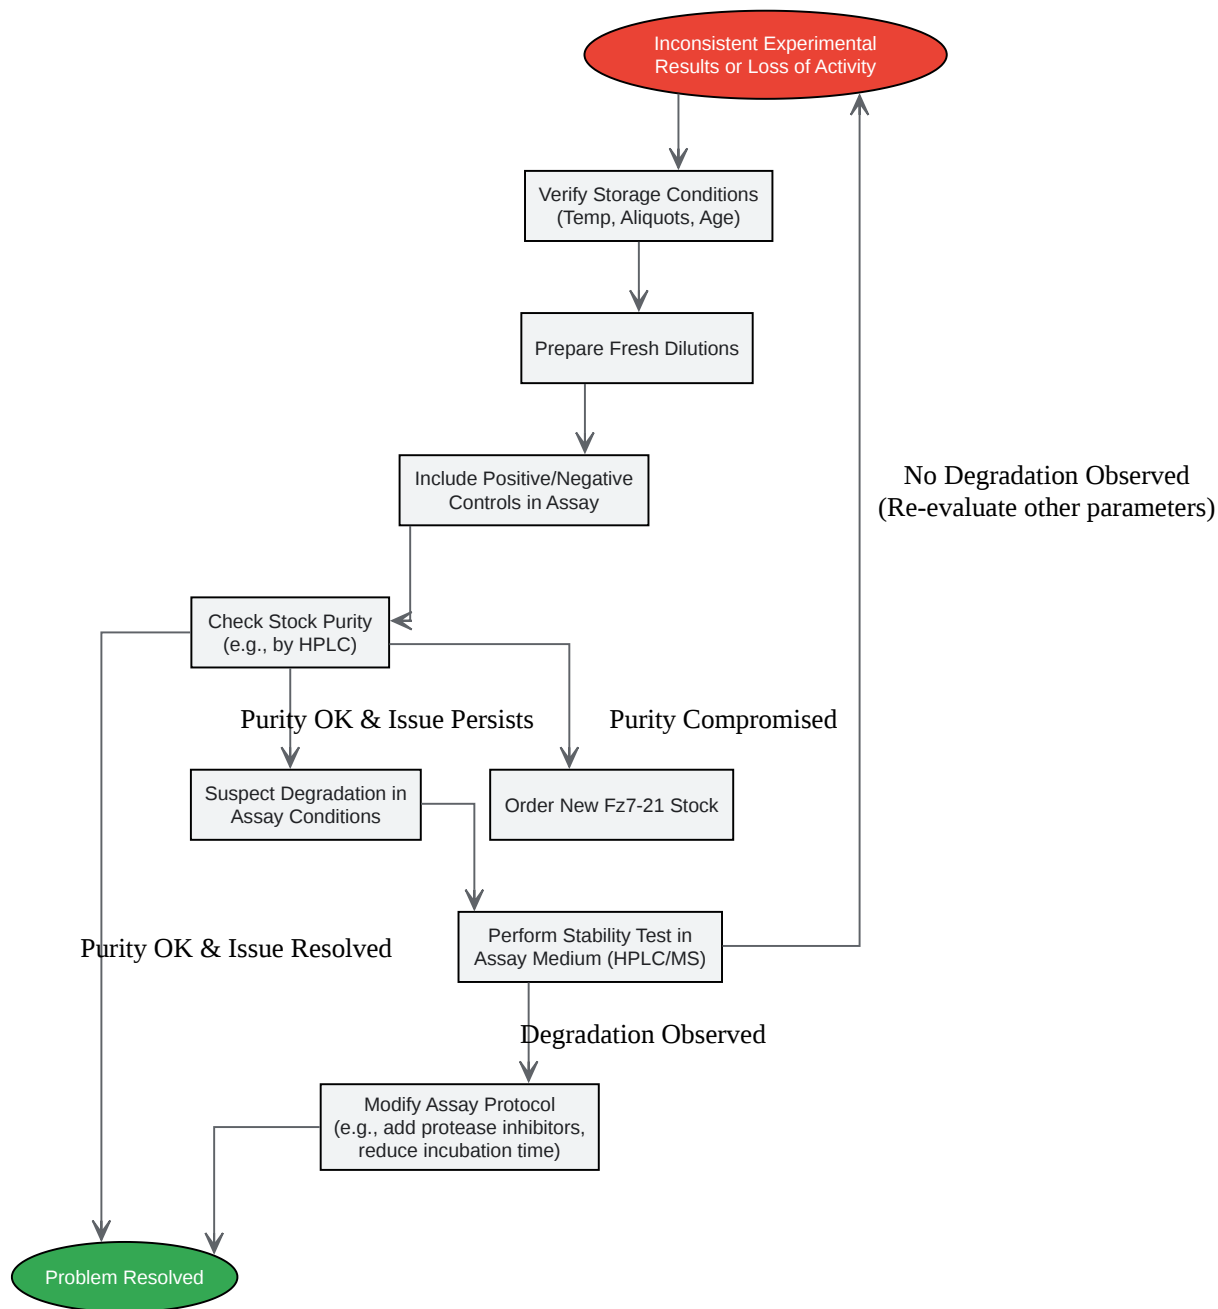 Inconsistent Experimental
Results or Loss of Activity
Verify Storage Conditions
(Temp, Aliquots, Age)
Prepare Fresh Dilutions
Include Positive/Negative
Controls in Assay
No Degradation Observed
(Re-evaluate other parameters)
Check Stock Purity
(e.g., by HPLC)
Purity OK & Issue Persists
Purity Compromised
Suspect Degradation in
Assay Conditions
Order New Fz7-21 Stock
Purity OK & Issue Resolved
Perform Stability Test in
Assay Medium (HPLC/MS)
Degradation Observed
Modify Assay Protocol
(e.g., add protease inhibitors,
reduce incubation time)
Problem Resolved